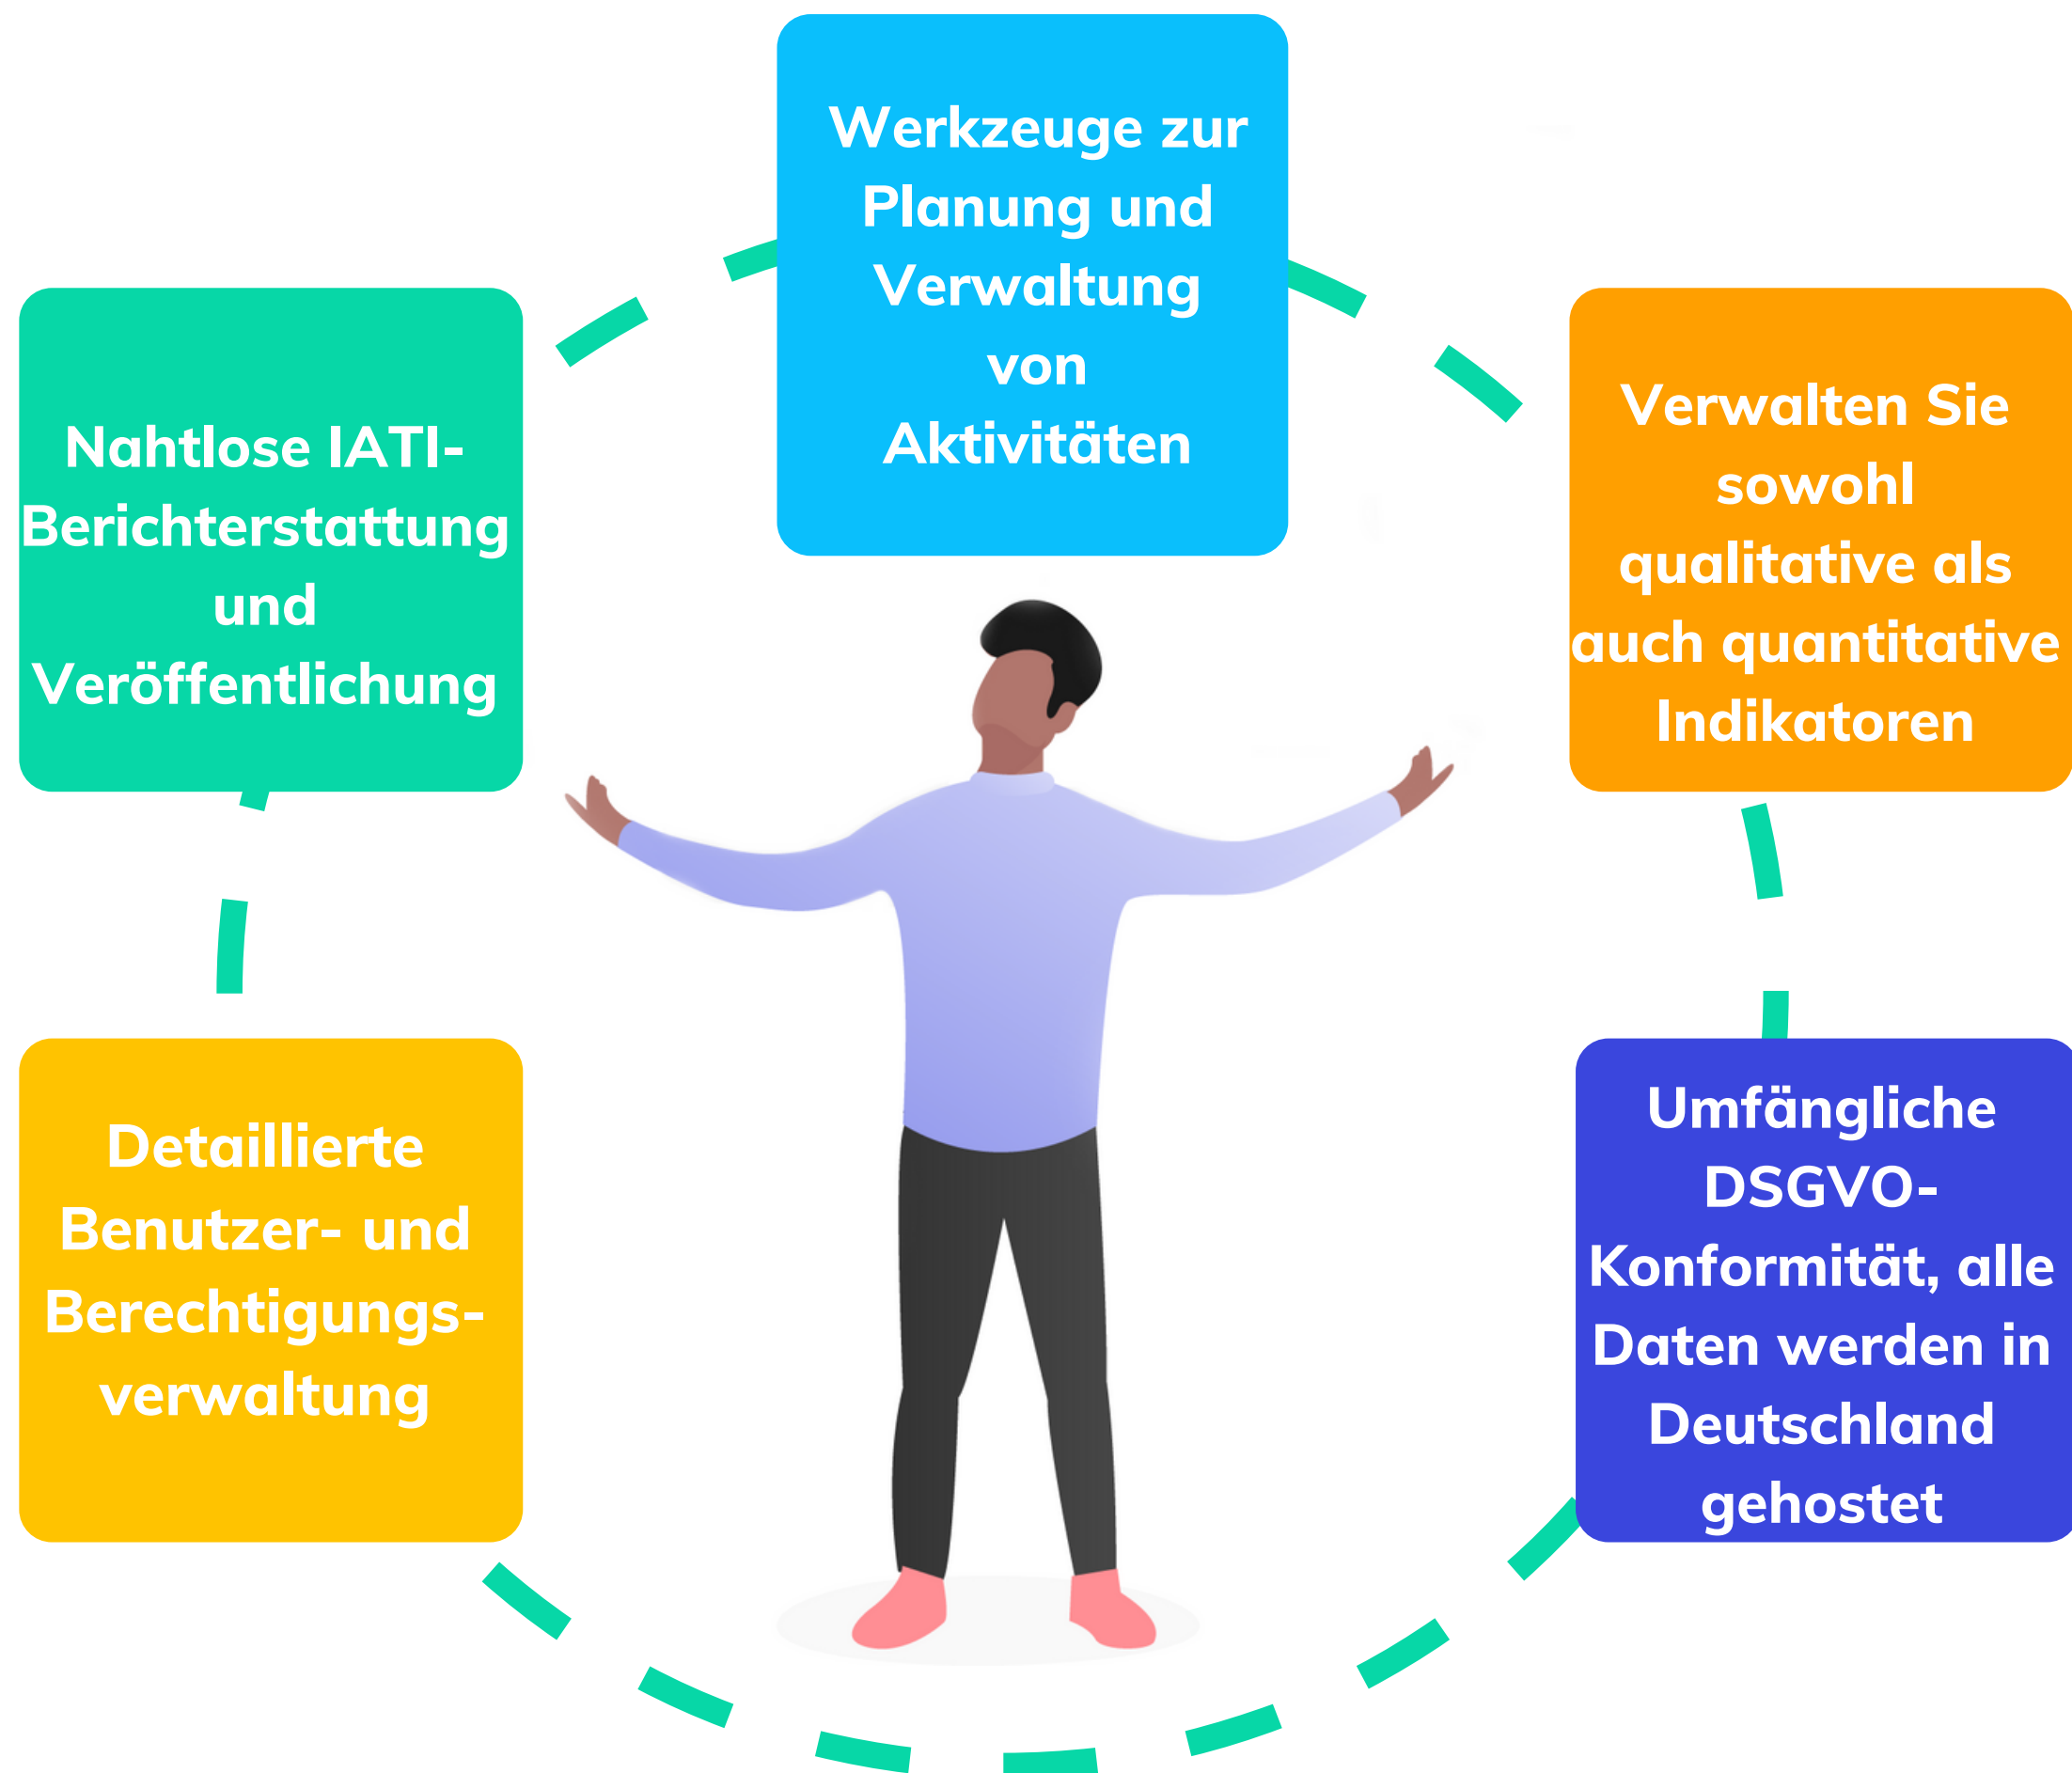 Werkzeuge zur
Planung und
Verwaltung
von
Aktivitäten
Nahtlose IATI-
Berichterstattung
und
Veröffentlichung
Verwalten Sie
sowohl
qualitative als
auch quantitative
Indikatoren
Detaillierte
Benutzer- und
Berechtigungs-
verwaltung
Umfängliche
DSGVO-
Konformität, alle
Daten werden in
Deutschland
gehostet